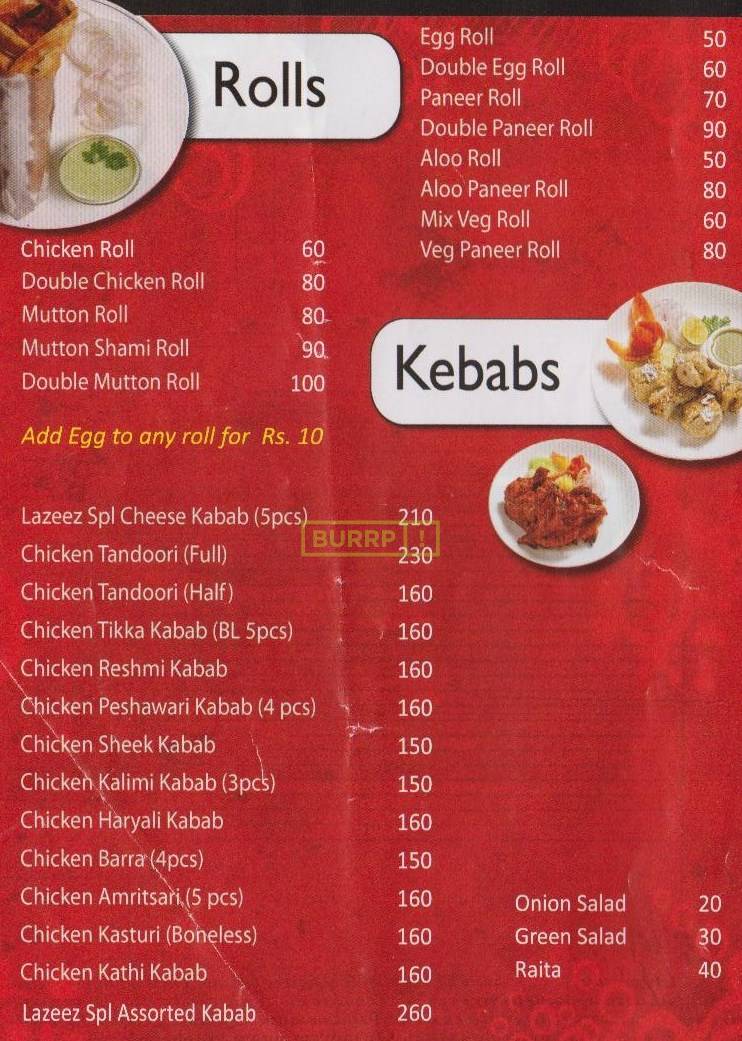 Rolls
Chicken Roll 60
Double Chicken Roll 80
Mutton Roll 80
Mutton Shami Roll 90
Double Mutton Roll 100
Add Egg to any roll for Rs. 10
Egg Roll 50
Double Egg Roll 60
Paneer Roll 70
Double Paneer Roll 90
Aloo Roll 50
Aloo Paneer Roll 80
Mix Veg Roll 60
Veg Paneer Roll 80
Kebabs
Lazeez Spl Cheese Kabab (5pcs) 210
BURRP!
Chicken Tandoori (Full) 230
Chicken Tandoori (Half) 160
Chicken Tikka Kabab (BL 5pcs) 160
Chicken Reshmi Kabab 160
Chicken Peshawari Kabab (4 pcs) 160
Chicken Sheek Kabab 150
Chicken Kalimi Kabab (3pcs) 150
Chicken Haryali Kabab 160
Chicken Barra (4pcs) 150
Chicken Amritsari (5 pcs) 160
Chicken Kasturi (Boneless) 160
Chicken Kathi Kabab 160
Lazeez Spl Assorted Kabab 260
Onion Salad 20
Green Salad 30
Raita 40